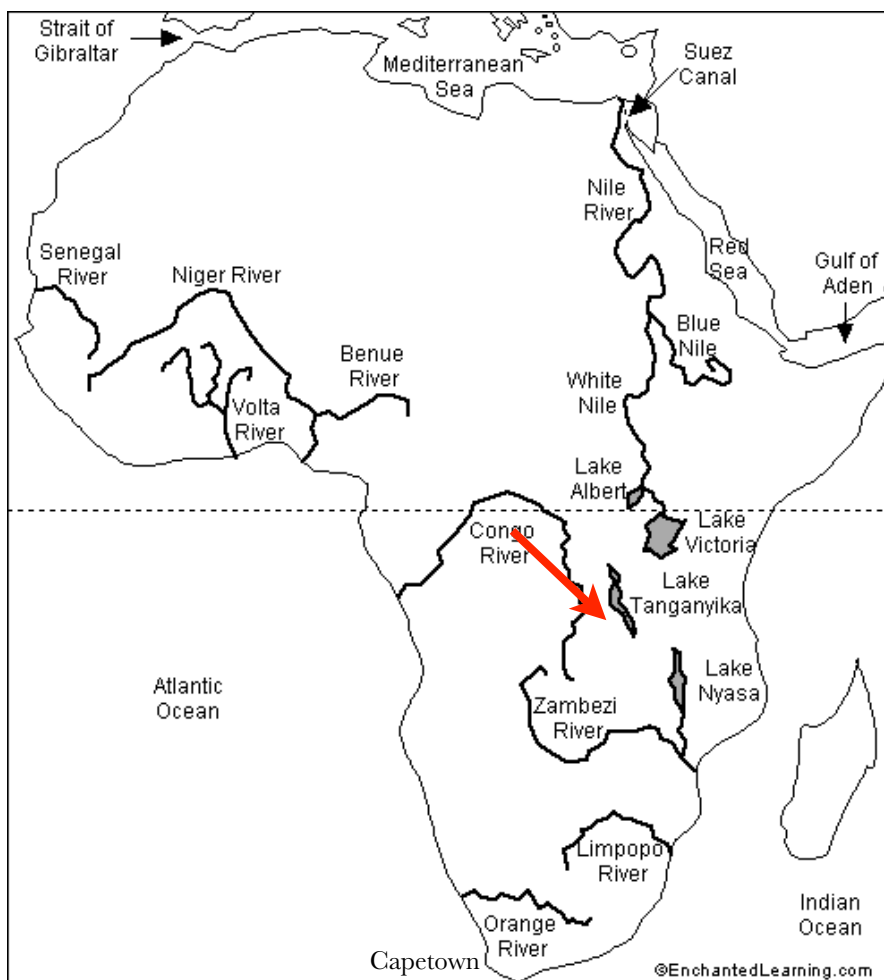 Strait of
Gibraltar
Mediterranean
Sea
Suez
Canal
Nile
River
Red
Sea
Gulf of
Aden
Senegal
River
Niger River
Benue
River
Blue
Nile
White
Nile
Volta
River
Lake
Albert
Congo
River
Lake
Victoria
Lake
Tanganyika
Lake
Nyasa
Atlantic
Ocean
Zambezi
River
Limpopo
River
Indian
Ocean
Orange
River
Capetown
©EnchantedLearning.com